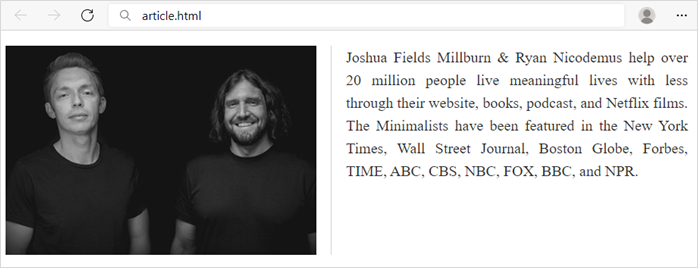 article.html
Joshua Fields Millburn & Ryan Nicodemus help over
20 million people live meaningful lives with less
through their website, books, podcast, and Netflix films.
The Minimalists have been featured in the New York
Times, Wall Street Journal, Boston Globe, Forbes,
TIME, ABC, CBS, NBC, FOX, BBC, and NPR.